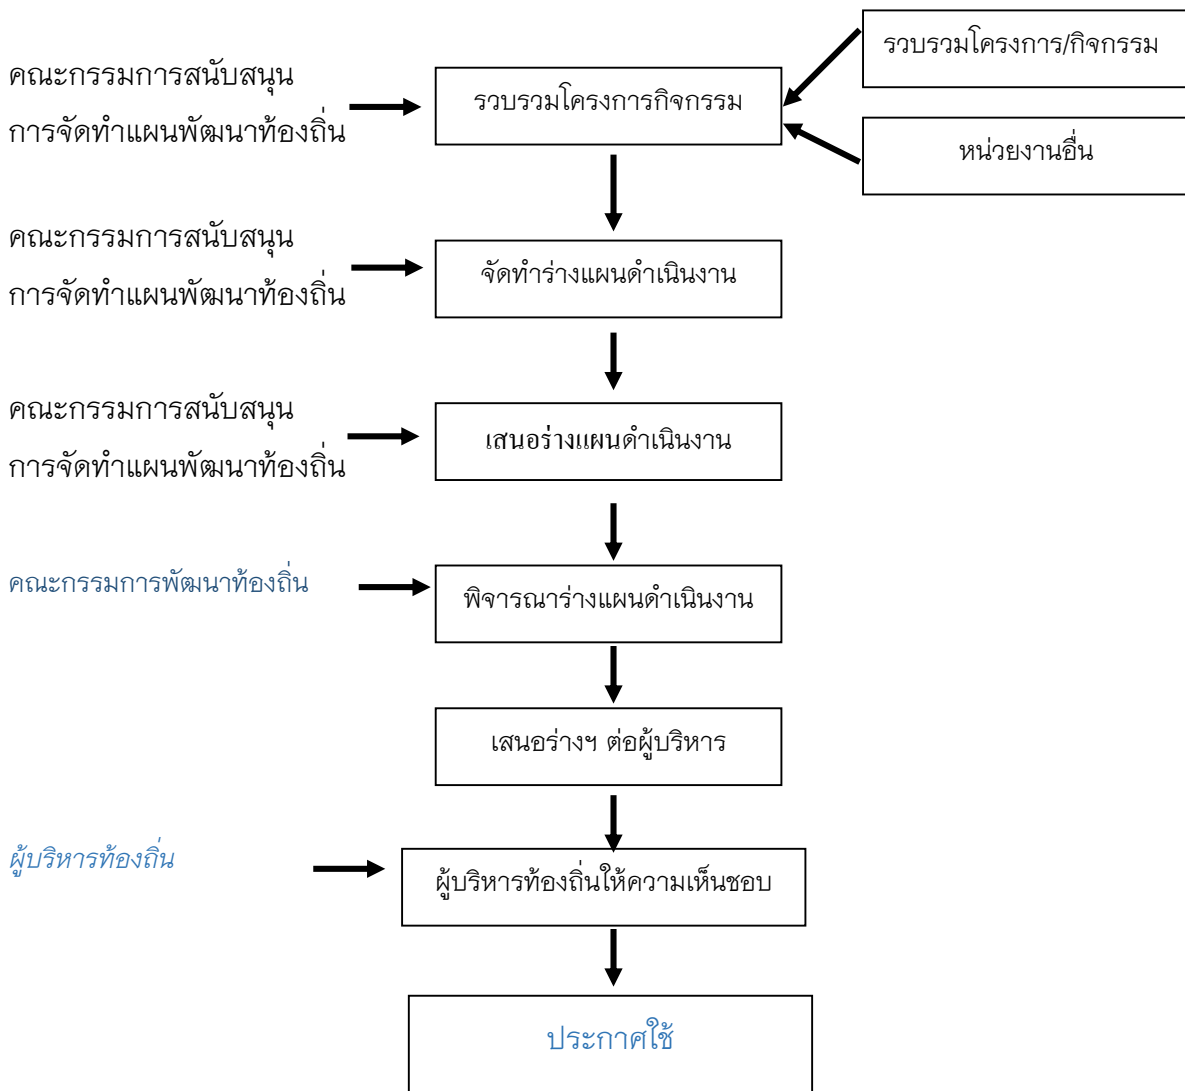 รวบรวมโครงการ/กิจกรรม
คณะกรรมการสนับสนุน
การจัดทำแผนพัฒนาท้องถิ่น
รวบรวมโครงการกิจกรรม
หน่วยงานอื่น
คณะกรรมการสนับสนุน
การจัดทำแผนพัฒนาท้องถิ่น
จัดทำร่างแผนดำเนินงาน
คณะกรรมการสนับสนุน
การจัดทำแผนพัฒนาท้องถิ่น
เสนอร่างแผนดำเนินงาน
คณะกรรมการพัฒนาท้องถิ่น
พิจารณาร่างแผนดำเนินงาน
เสนอร่างฯ ต่อผู้บริหาร
ผู้บริหารท้องถิ่น
ผู้บริหารท้องถิ่นให้ความเห็นชอบ
ประกาศใช้